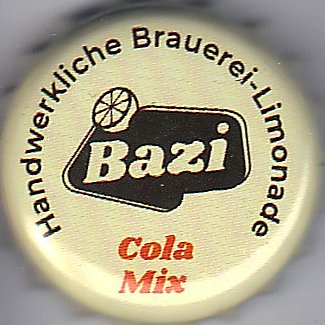 Handwerkliche Brauerei-Limonade
Bazi
Cola
Mix